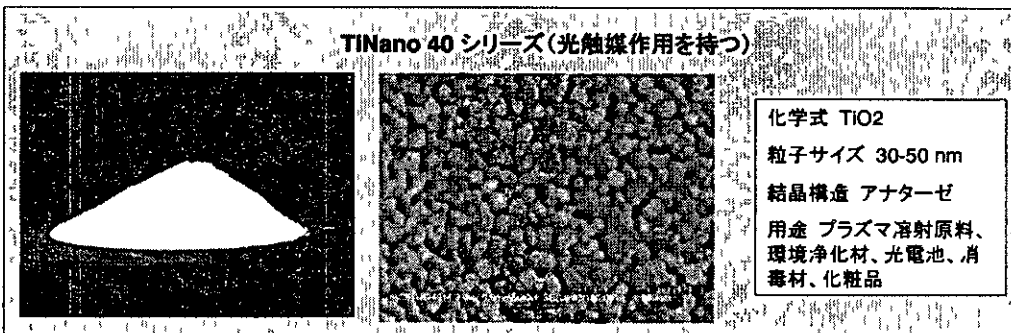 TiNano 40 シリーズ(光触媒作用を持つ)
化学式 TiO2
粒子サイズ 30-50 nm
結晶構造 アナターゼ
用途 プラズマ溶射原料、
環境浄化材、光電池、消
毒材、化粧品